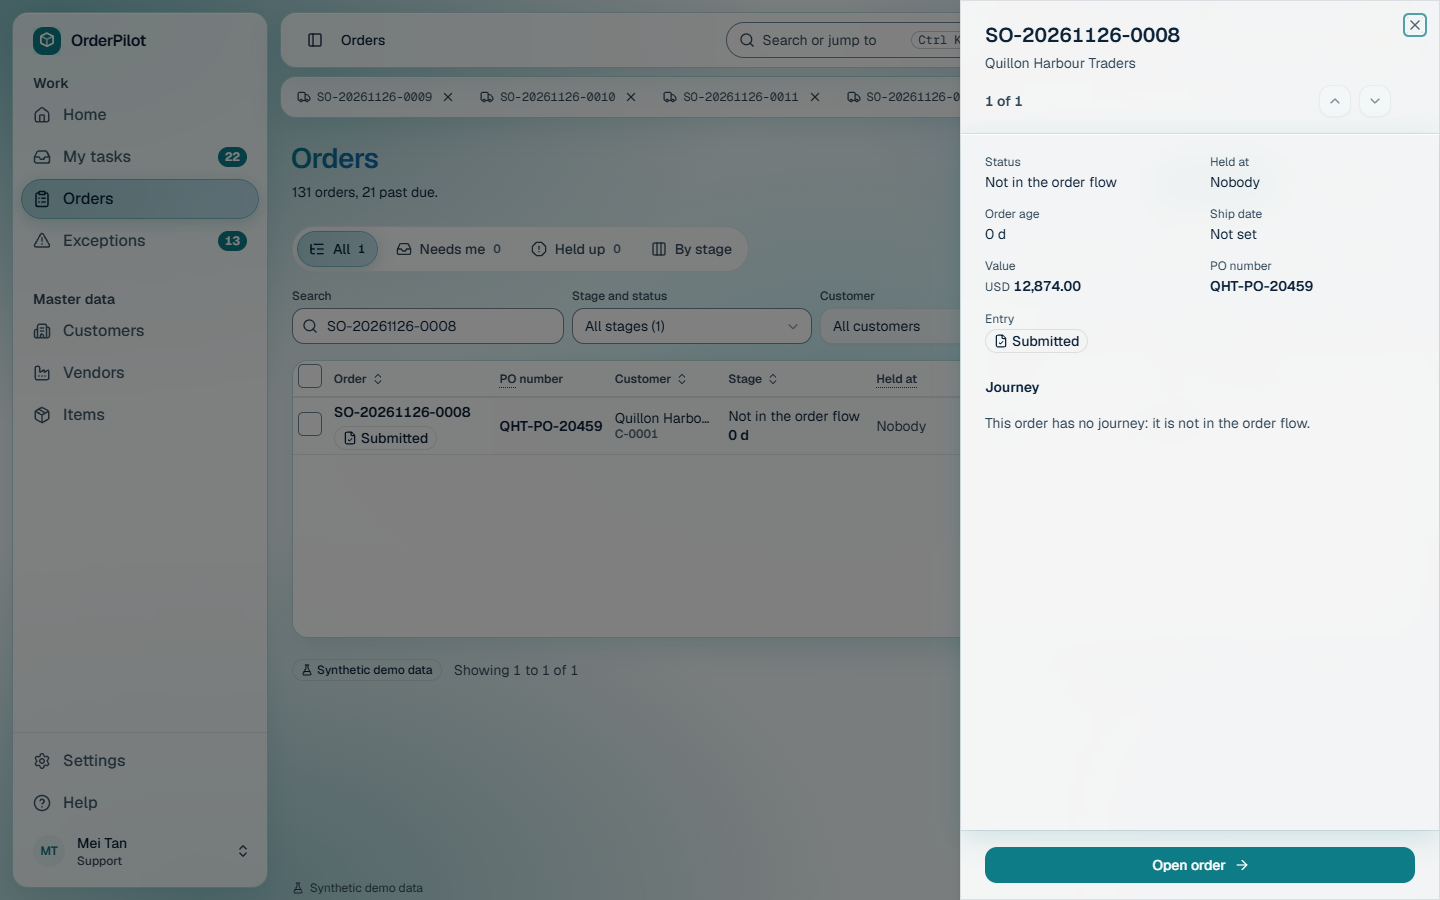 OrderPilot
Work
Home
My tasks 22
Orders
Exceptions 13
Master data
Customers
Vendors
Items
Settings
Help
MT Mei Tan
Support
Orders
Search or jump to Ctrl K
SO-20261126-0009
SO-20261126-0010
SO-20261126-0011
SO-20261126-0
Orders
131 orders, 21 past due.
All 1
Needs me 0
Held up 0
By stage
Search
SO-20261126-0008
Stage and status
All stages (1)
Customer
All customers
Order PO number Customer Stage Held at
SO-20261126-0008
Submitted
QHT-PO-20459
Quillon Harbo...
C-0001
Not in the order flow
0 d
Nobody
Synthetic demo data
Showing 1 to 1 of 1
Synthetic demo data
SO-20261126-0008
Quillon Harbour Traders
1 of 1
Status
Not in the order flow
Held at
Nobody
Order age
0 d
Ship date
Not set
Value
USD 12,874.00
PO number
QHT-PO-20459
Entry
Submitted
Journey
This order has no journey: it is not in the order flow.
Open order